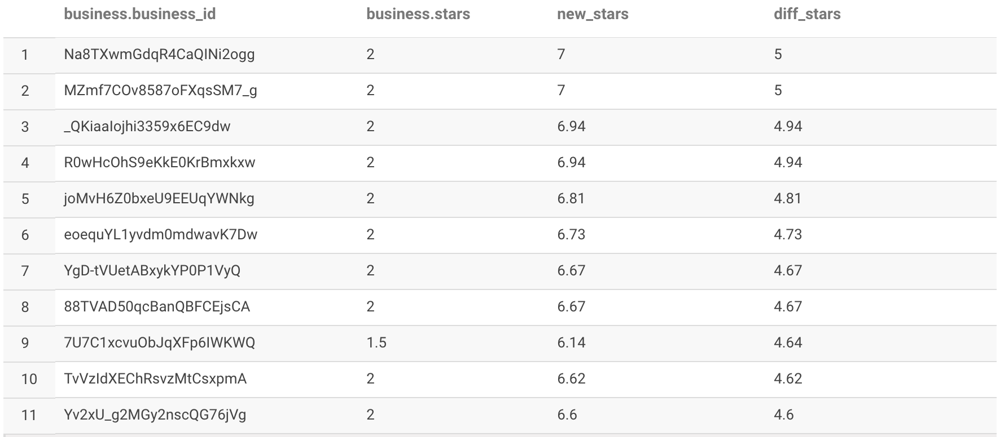 business.business_id business.stars new_stars diff_stars
1 Na8TXwmGdqR4CaQINi2ogg 2 7 5
2 MZmf7COv8587oFXqsSM7_g 2 7 5
3 _QKiaaIojhi3359x6EC9dw 2 6.94 4.94
4 R0wHcOhS9eKkE0KrBmxkxw 2 6.94 4.94
5 joMvH6Z0bxeU9EEUqYWNkg 2 6.81 4.81
6 eoequYL1yvdm0mdwavK7Dw 2 6.73 4.73
7 YgD-tVUetABxykYP0P1VyQ 2 6.67 4.67
8 88TVAD50qcBanQBFCEjsCA 2 6.67 4.67
9 7U7C1xcvuObJqXFp6IWKWQ 1.5 6.14 4.64
10 TvVzIdXEChRsvzMtCsxpmA 2 6.62 4.62
11 Yv2xU_g2MGy2nscQG76jVg 2 6.6 4.6